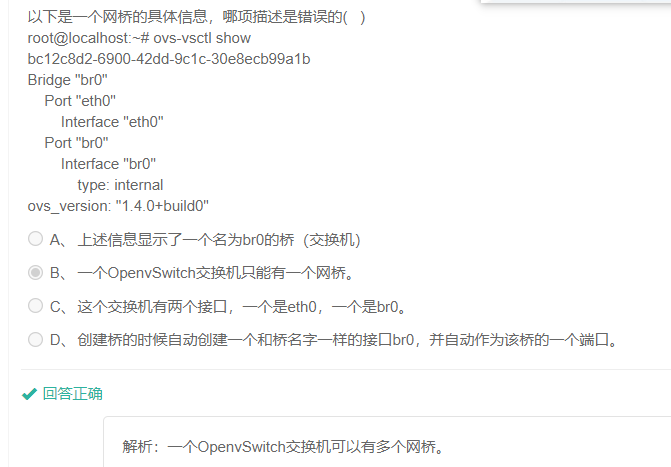 以下是一个网桥的具体信息，哪项描述是错误的(   )
root@localhost:~# ovs-vsctl show
bc12c8d2-6900-42dd-9c1c-30e8ecb99a1b
Bridge "br0"
Port "eth0"
Interface "eth0"
Port "br0"
Interface "br0"
type: internal
ovs_version: "1.4.0+build0"
A、 上述信息显示了一个名为br0的桥（交换机）
B、 一个OpenvSwitch交换机只能有一个网桥。
C、 这个交换机有两个接口，一个是eth0，一个是br0。
D、 创建桥的时候自动创建一个和桥名字一样的接口br0，并自动作为该桥的一个端口。
回答正确
解析：一个OpenvSwitch交换机可以有多个网桥。